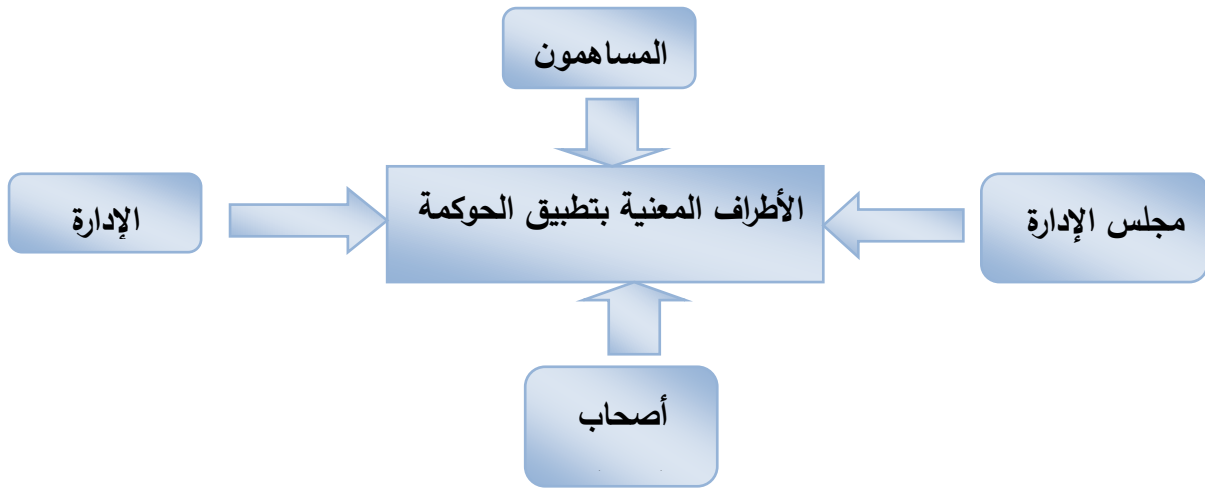 المساهمون
الأطراف المعنية بتطبيق الحوكمة
مجلس الإدارة
الإدارة
أصحاب